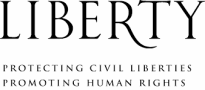 LIBERTY
PROTECTING CIVIL LIBERTIES
PROMOTING HUMAN RIGHTS